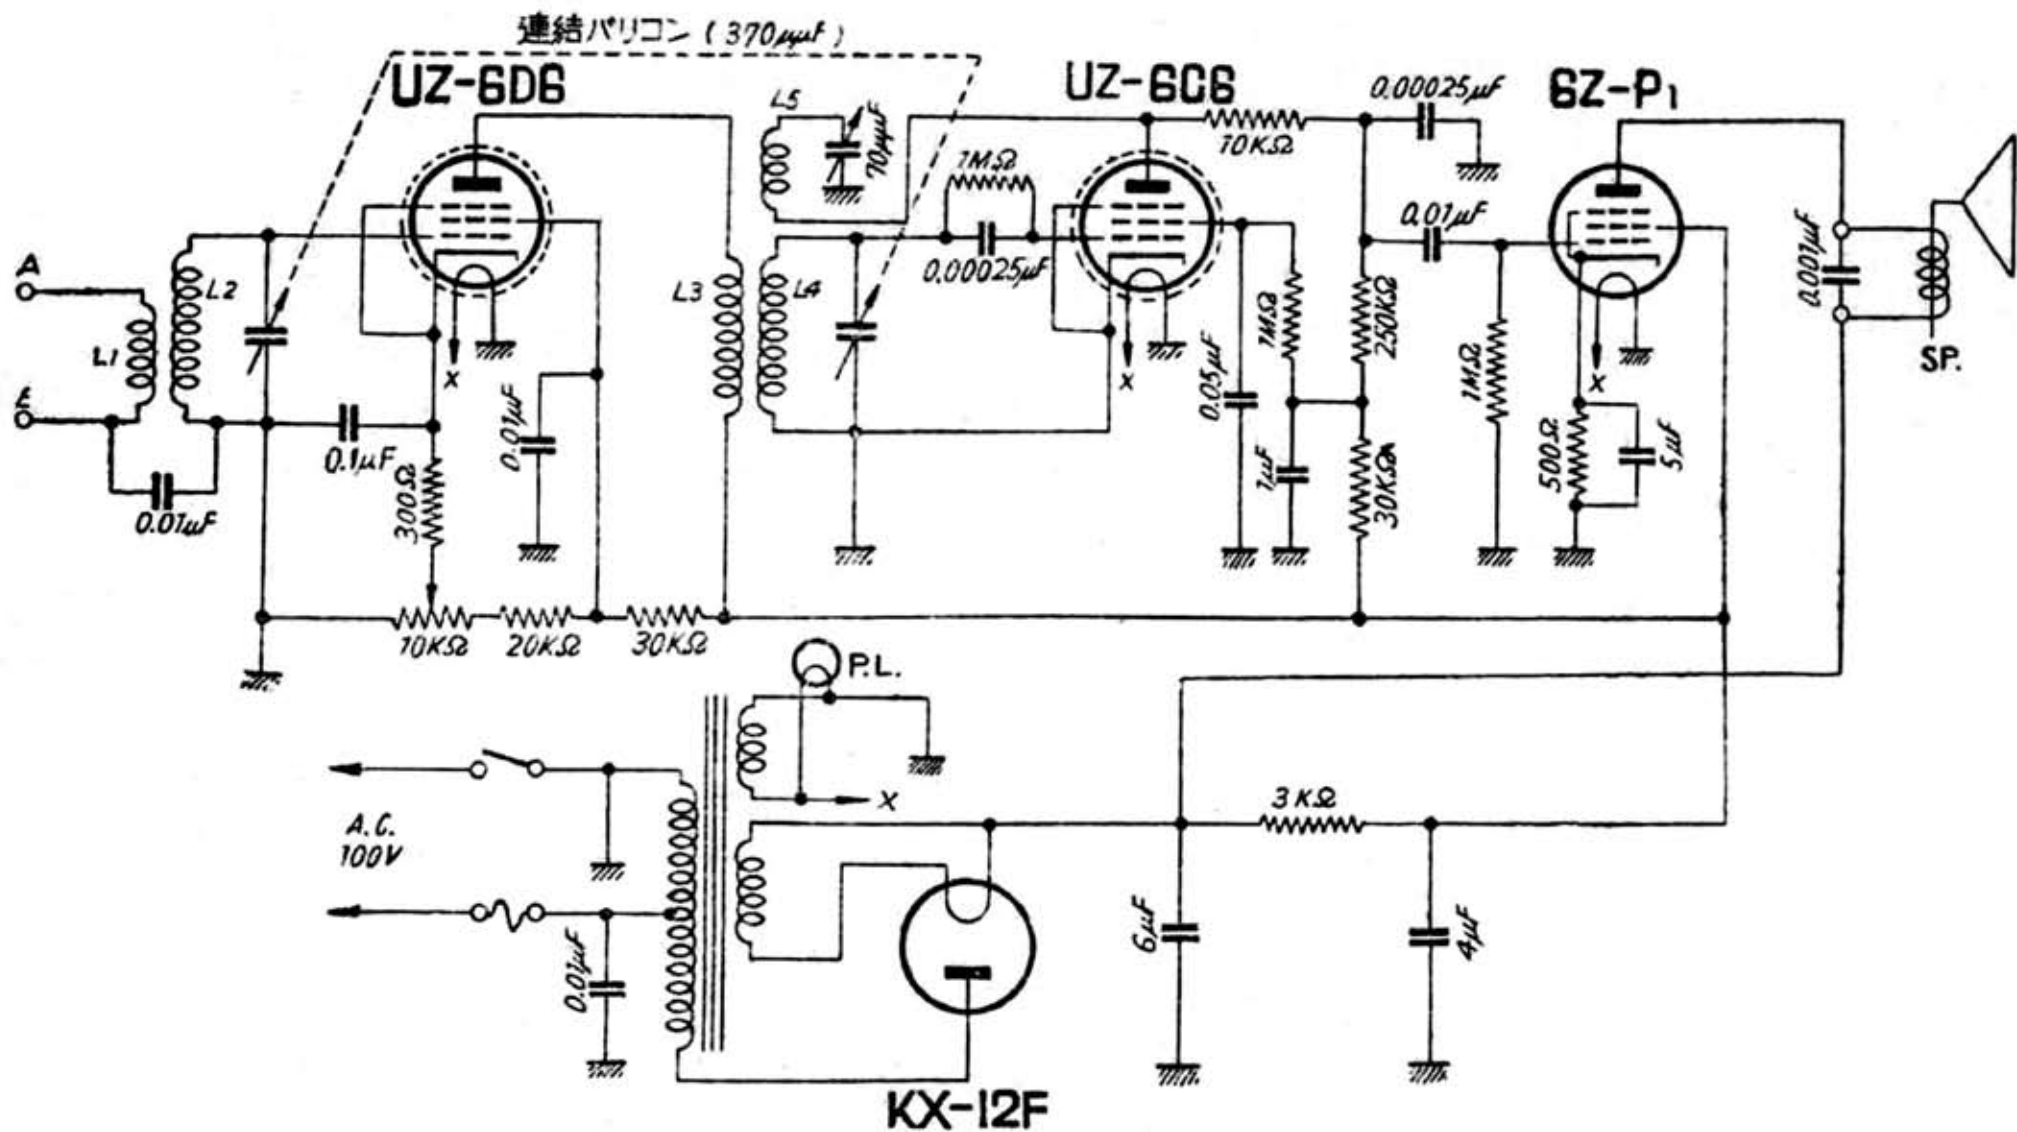 連結バリコン (370μμF)
UZ-6D6
L5
70μμF
UZ-6C6
0.00025μF
6Z-P1
10KΩ
1MΩ
0.00025μF
0.01μF
0.001μF
A
L1
E
L2
X
0.1μF
0.01μF
300Ω
0.01μF
L3
L4
X
0.05μF
1MΩ
1μF
250KΩ
30KΩ
1MΩ
X
500Ω
5μF
SP.
10KΩ
20KΩ
30KΩ
P.L.
X
A.C.
100V
0.01μF
3KΩ
6μF
4μF
KX-12F